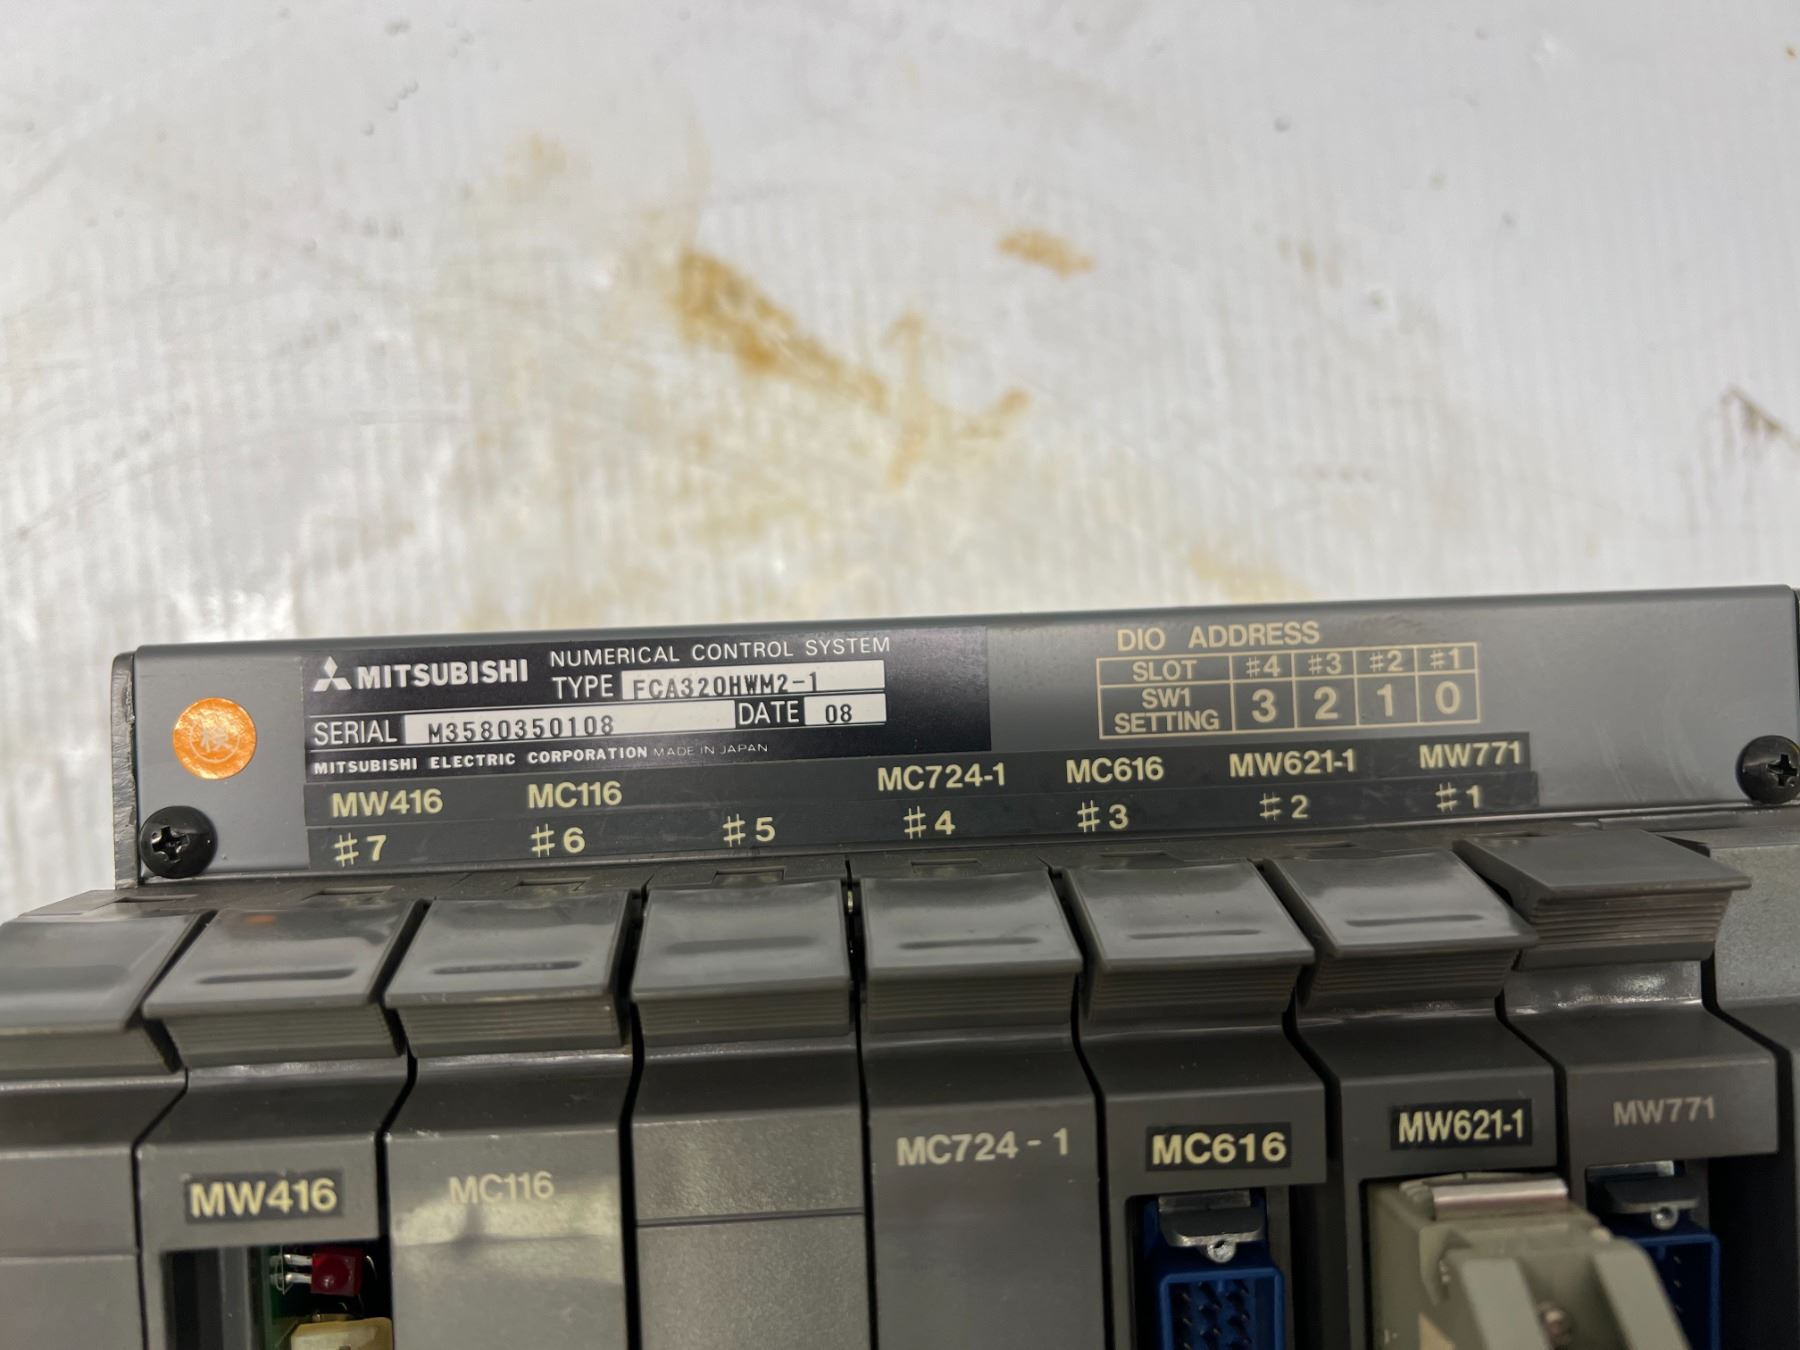 MITSUBISHI NUMERICAL CONTROL SYSTEM
TYPE FCA320HWM2-1
SERIAL M3580350108 DATE 08
MITSUBISHI ELECTRIC CORPORATION MADE IN JAPAN
検
DIO ADDRESS
SLOT #4 #3 #2 #1
SW1 SETTING 3 2 1 0
MW416 MC116 MC724-1 MC616 MW621-1 MW771
#7 #6 #5 #4 #3 #2 #1
MW416 MC116 MC724-1 MC616 MW621-1 MW771